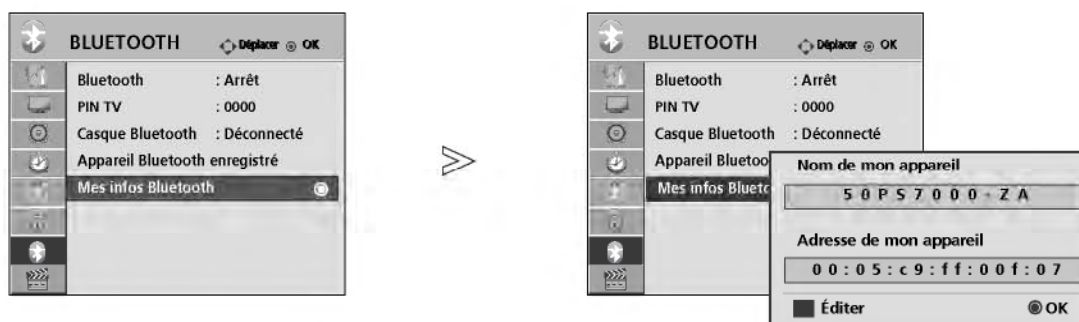 BLUETOOTH Déplacer OK
Bluetooth : Arrêt
PIN TV : 0000
Casque Bluetooth : Déconnecté
Appareil Bluetooth enregistré
Mes infos Bluetooth
BLUETOOTH Déplacer OK
Bluetooth : Arrêt
PIN TV : 0000
Casque Bluetooth : Déconnecté
Appareil Bluetoo
Mes infos Blueto
Nom de mon appareil
50PS7000-ZA
Adresse de mon appareil
00:05:c9:ff:00f:07
Éditer OK